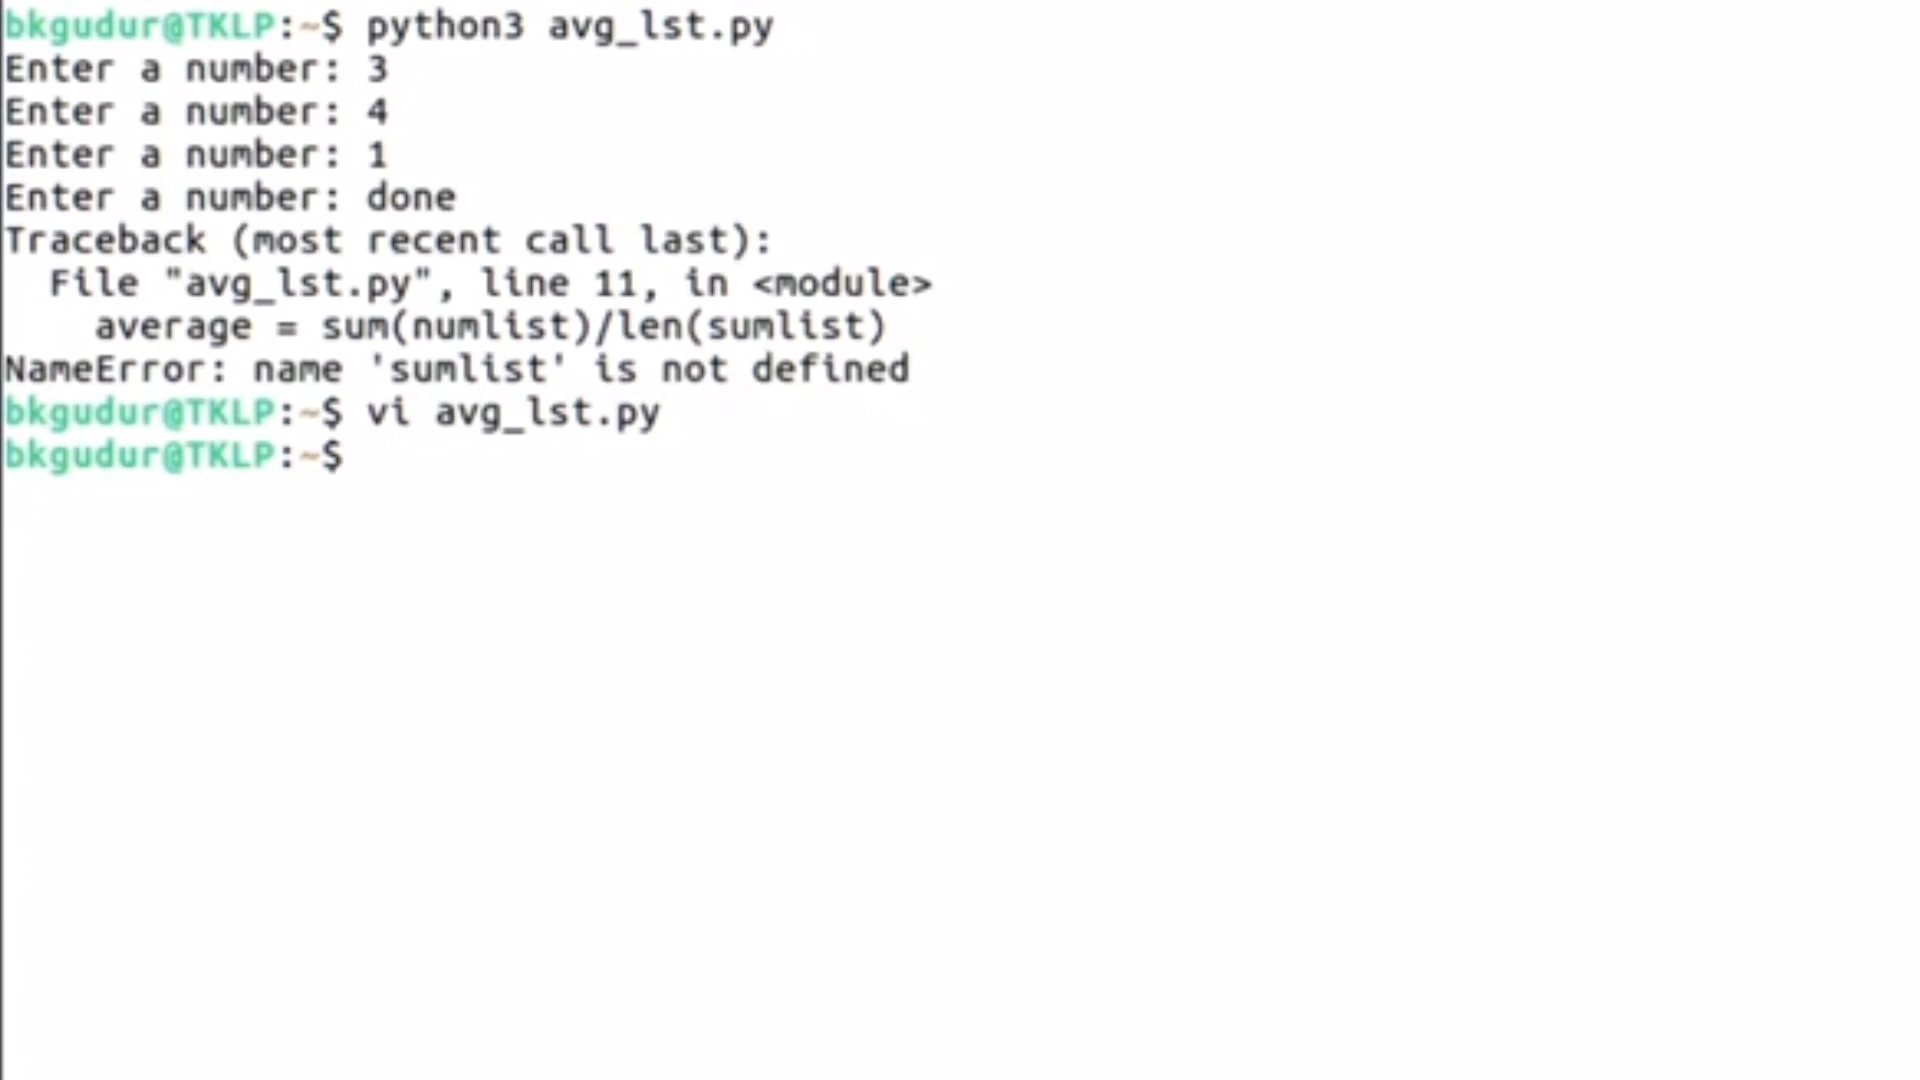 bkgudur@TKLP:~$ python3 avg_lst.py
Enter a number: 3
Enter a number: 4
Enter a number: 1
Enter a number: done
Traceback (most recent call last):
  File "avg_lst.py", line 11, in <module>
    average = sum(numlist)/len(sumlist)
NameError: name 'sumlist' is not defined
bkgudur@TKLP:~$ vi avg_lst.py
bkgudur@TKLP:~$